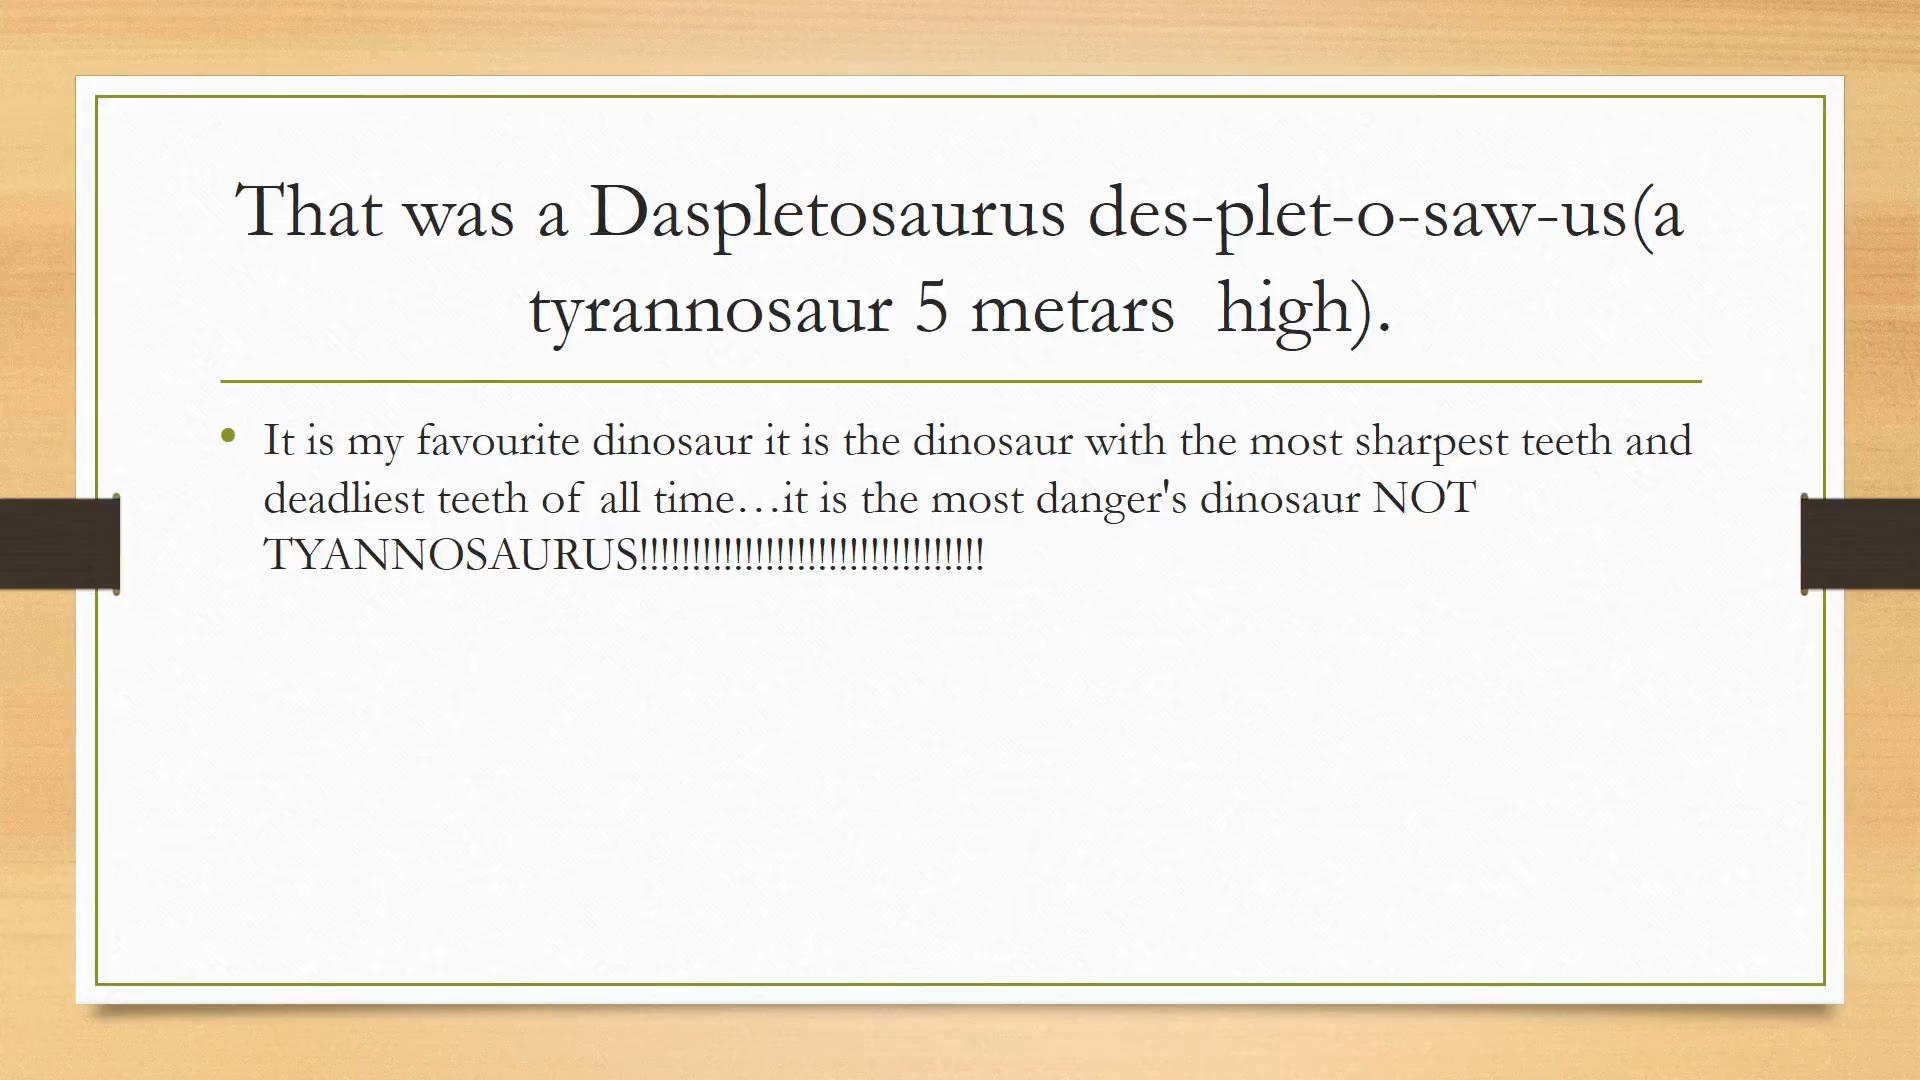 That was a Daspletosaurus des-plet-o-saw-us(a
tyrannosaur 5 metars  high).
It is my favourite dinosaur it is the dinosaur with the most sharpest teeth and
deadliest teeth of  all time…it is the most danger's dinosaur NOT
TYANNOSAURUS!!!!!!!!!!!!!!!!!!!!!!!!!!!!!!!!!